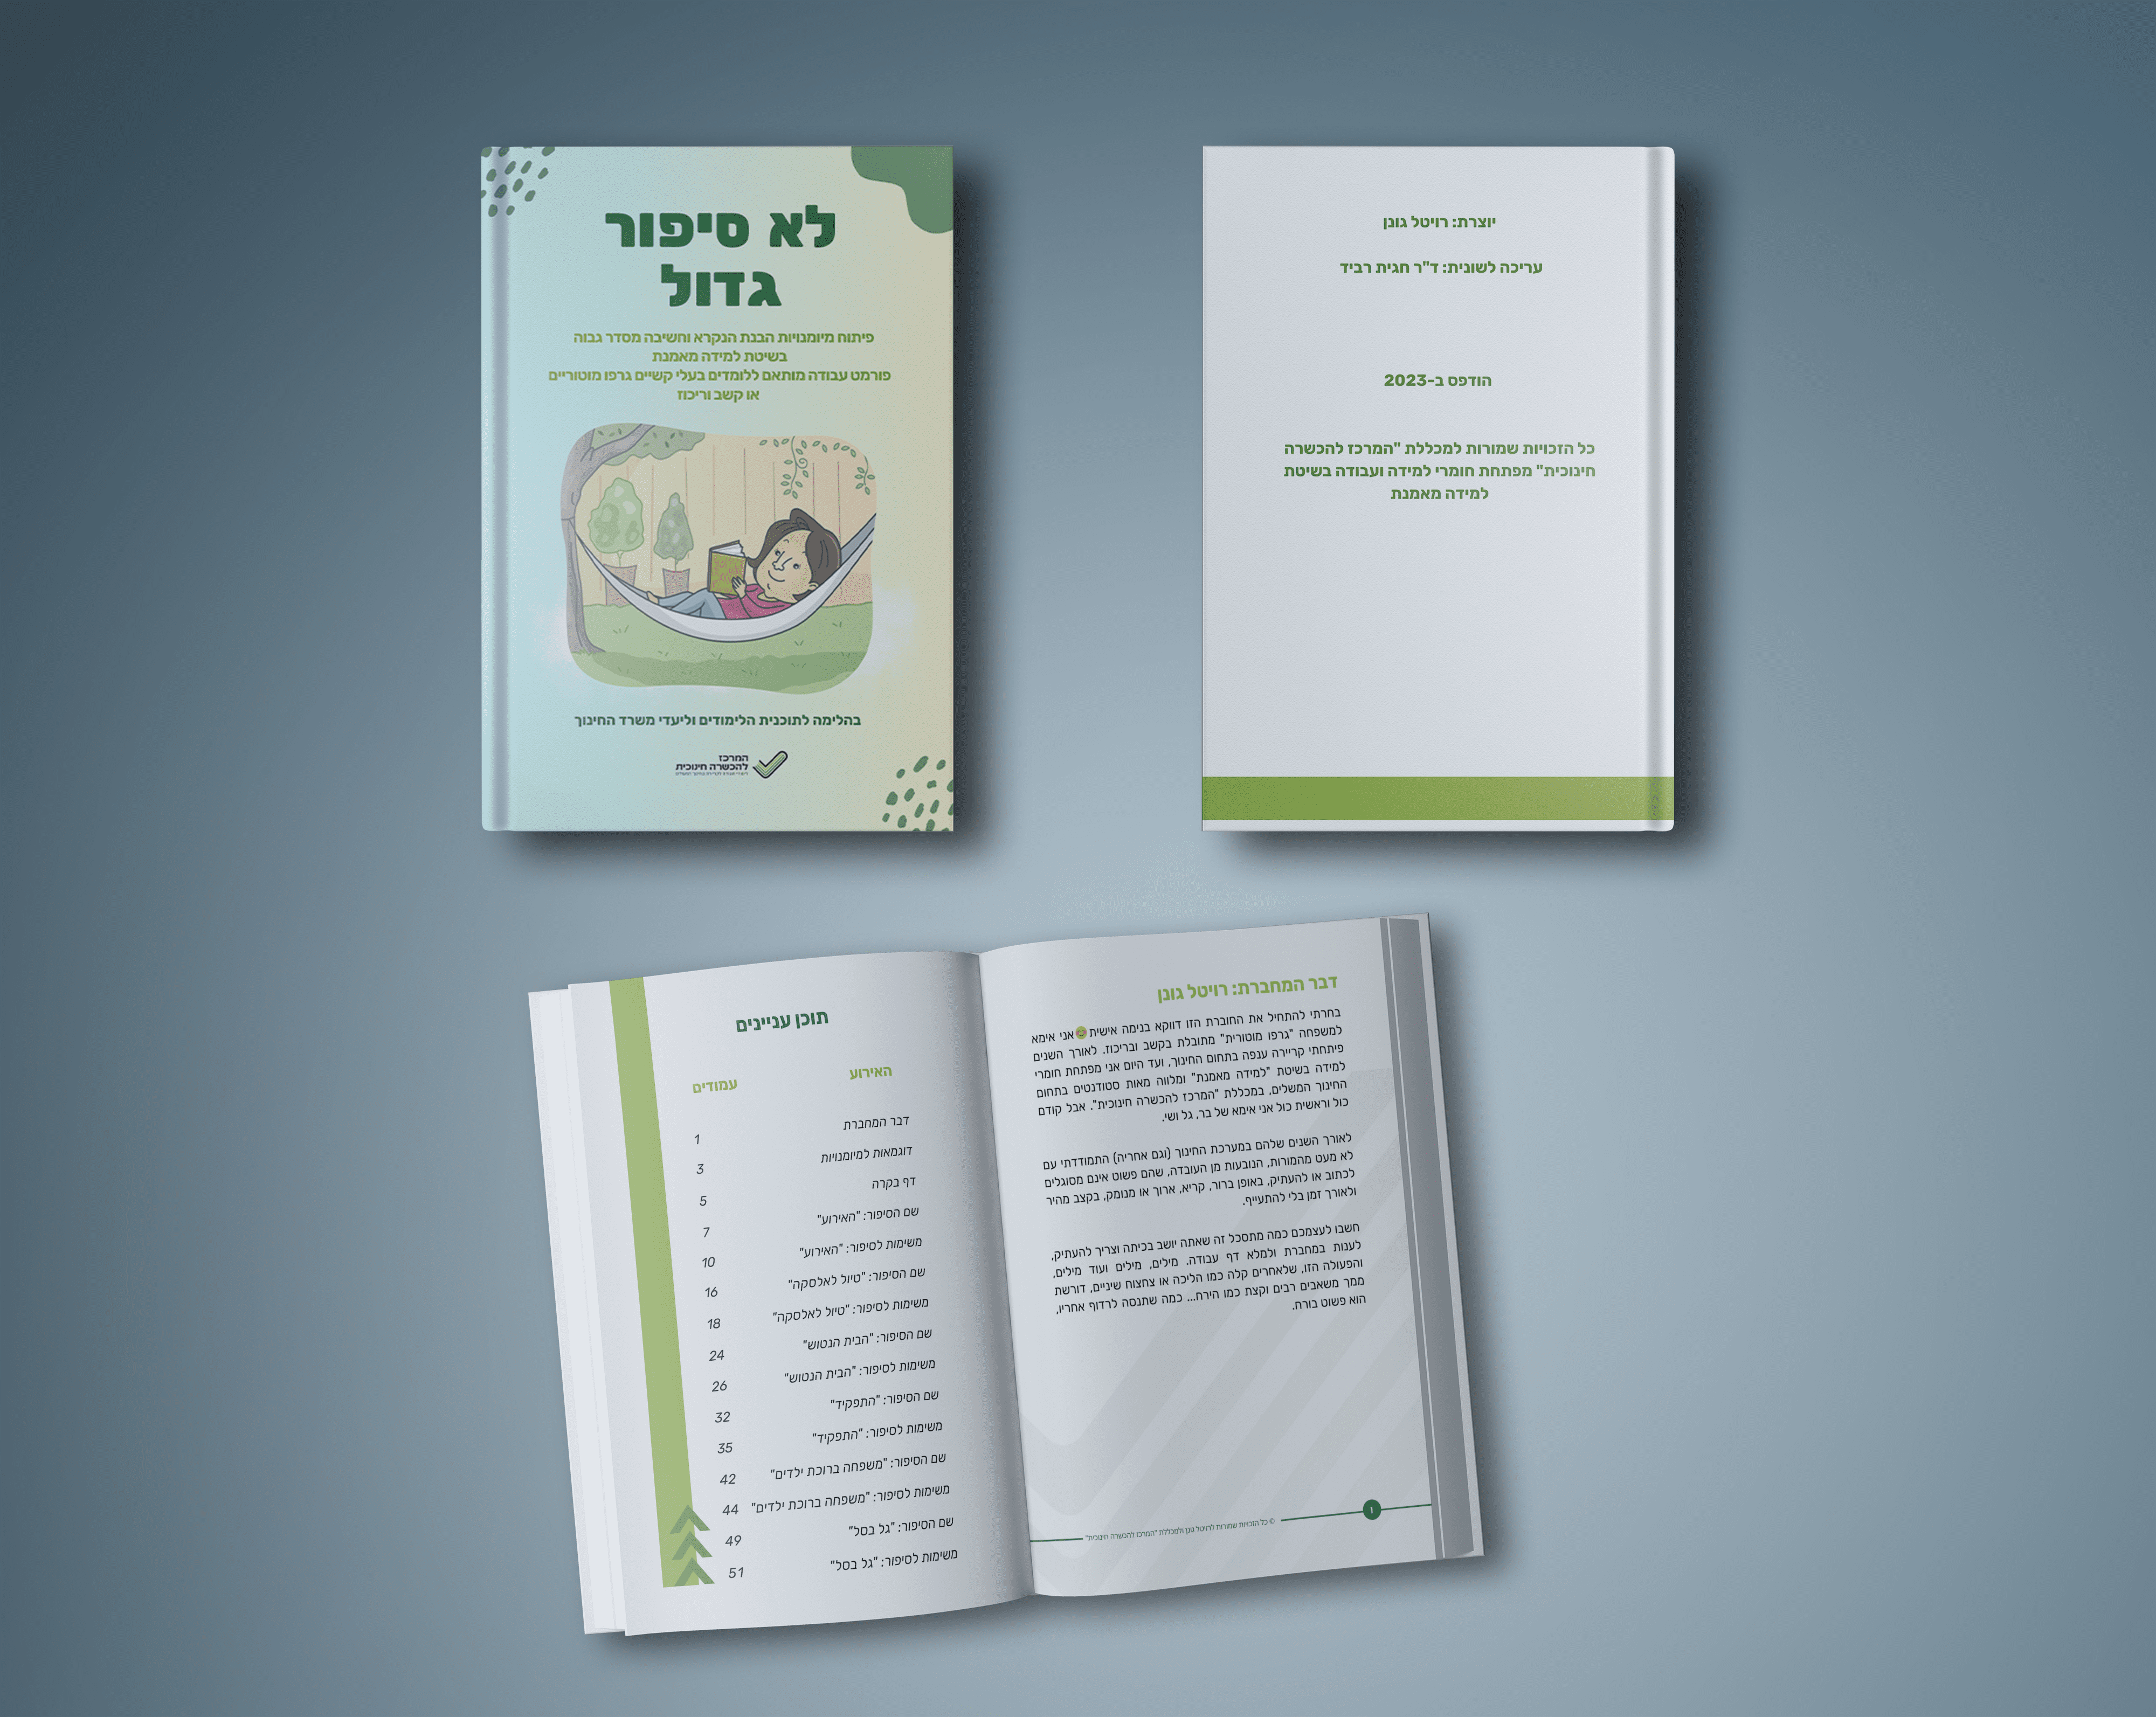 לא סיפור
גדול
פיתוח מיומנויות הבנת הנקרא וחשיבה מסדר גבוה
בשיטת למידה מאמנת
פורמט עבודה מותאם ללומדים בעלי קשיים גרפו מוטוריים
או קשב וריכוז
בהלימה לתוכנית הלימודים וליעדי משרד החינוך
המרכז
להכשרה חינוכית
יוצרת: רויטל גונן
עריכה לשונית: ד"ר חגית רביד
הודפס ב-2023
כל הזכויות שמורות למכללת "המרכז להכשרה
חינוכית" מפתחת חומרי למידה ועבודה בשיטת
למידה מאמנת
דבר המחברת: רויטל גונן
בחרתי להתחיל את החוברת הזו דווקא בנימה אישית אני אימא
למשפחה "גרפו מוטורית" מתובלת בקשב ובריכוז. לאורך השנים
פיתחתי קריירה ענפה בתחום החינוך, ועד היום אני מפתחת חומרי
למידה בשיטת "למידה מאמנת" ומלווה מאות סטודנטים בתחום
החינוך המשלים, במכללת "המרכז להכשרה חינוכית". אבל קודם
כול וראשית כול אני אימא של בר, גל ושי.
לאורך השנים שלהם במערכת החינוך (וגם אחריה) התמודדתי עם
לא מעט מהמורות, הנובעות מן העובדה, שהם פשוט אינם מסוגלים
לכתוב או להעתיק, באופן ברור, קריא, ארוך או מנומק, בקצב מהיר
ולאורך זמן בלי להתעייף.
חשבו לעצמכם כמה מתסכל זה שאתה יושב בכיתה וצריך להעתיק,
לענות במחברת ולמלא דף עבודה. מילים, מילים ועוד מילים,
והפעולה הזו, שלאחרים קלה כמו הליכה או צחצוח שיניים, דורשת
ממך משאבים רבים וקצת כמו הירח... כמה שתנסה לרדוף אחריו,
הוא פשוט בורח.
© כל הזכויות שמורות לרויטל גונן ולמכללת "המרכז להכשרה חינוכית"
תוכן עניינים
האירוע עמודים
דבר המחברת 1
דוגמאות למיומנויות 3
דף בקרה 5
שם הסיפור: "האירוע" 7
משימות לסיפור: "האירוע" 10
שם הסיפור: "טיול לאלסקה" 16
משימות לסיפור: "טיול לאלסקה" 18
שם הסיפור: "הבית הנטוש" 24
משימות לסיפור: "הבית הנטוש" 26
שם הסיפור: "התפקיד" 32
משימות לסיפור: "התפקיד" 35
שם הסיפור: "משפחה ברוכת ילדים" 42
משימות לסיפור: "משפחה ברוכת ילדים" 44
שם הסיפור: "גל בסל" 49
משימות לסיפור: "גל בסל" 51